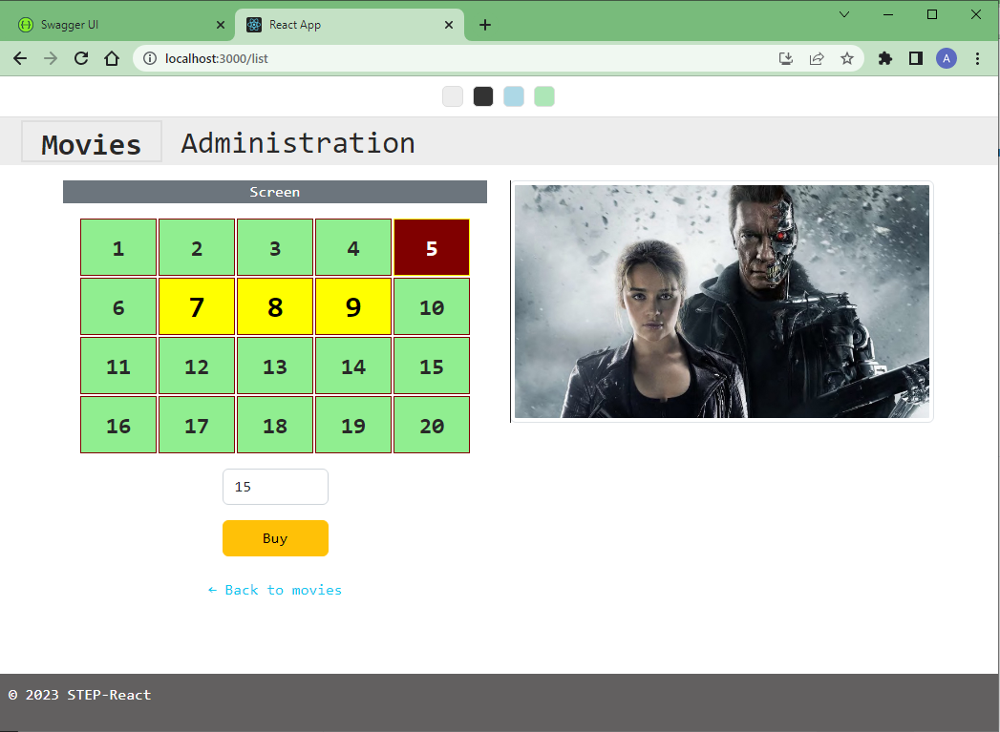 Swagger UI
React App
localhost:3000/list
A
Movies Administration
Screen
1 2 3 4 5
6 7 8 9 10
11 12 13 14 15
16 17 18 19 20
15
Buy
← Back to movies
© 2023 STEP-React